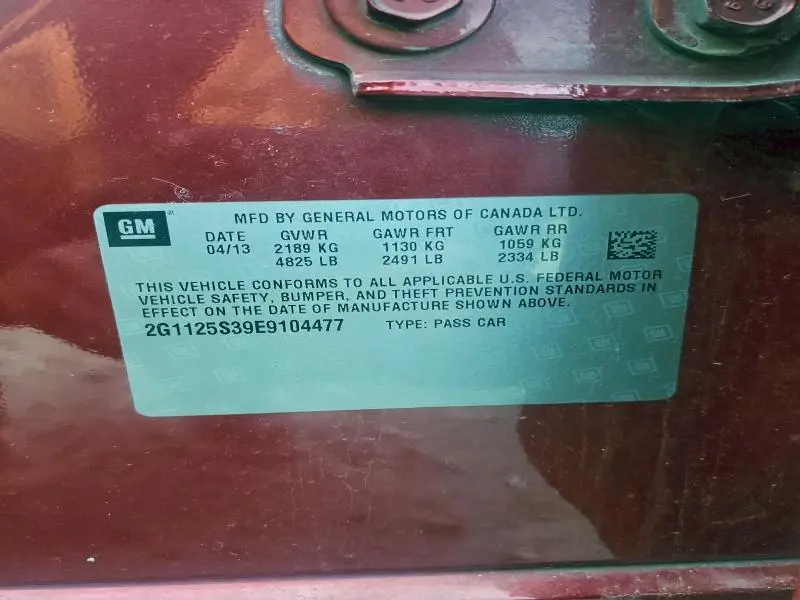 GM ® MFD BY GENERAL MOTORS OF CANADA LTD.
DATE GVWR GAWR FRT GAWR RR
04/13 2189 KG 1130 KG 1059 KG
4825 LB 2491 LB 2334 LB
THIS VEHICLE CONFORMS TO ALL APPLICABLE U.S. FEDERAL MOTOR
VEHICLE SAFETY, BUMPER, AND THEFT PREVENTION STANDARDS IN
EFFECT ON THE DATE OF MANUFACTURE SHOWN ABOVE.
2G1125S39E9104477 TYPE: PASS CAR